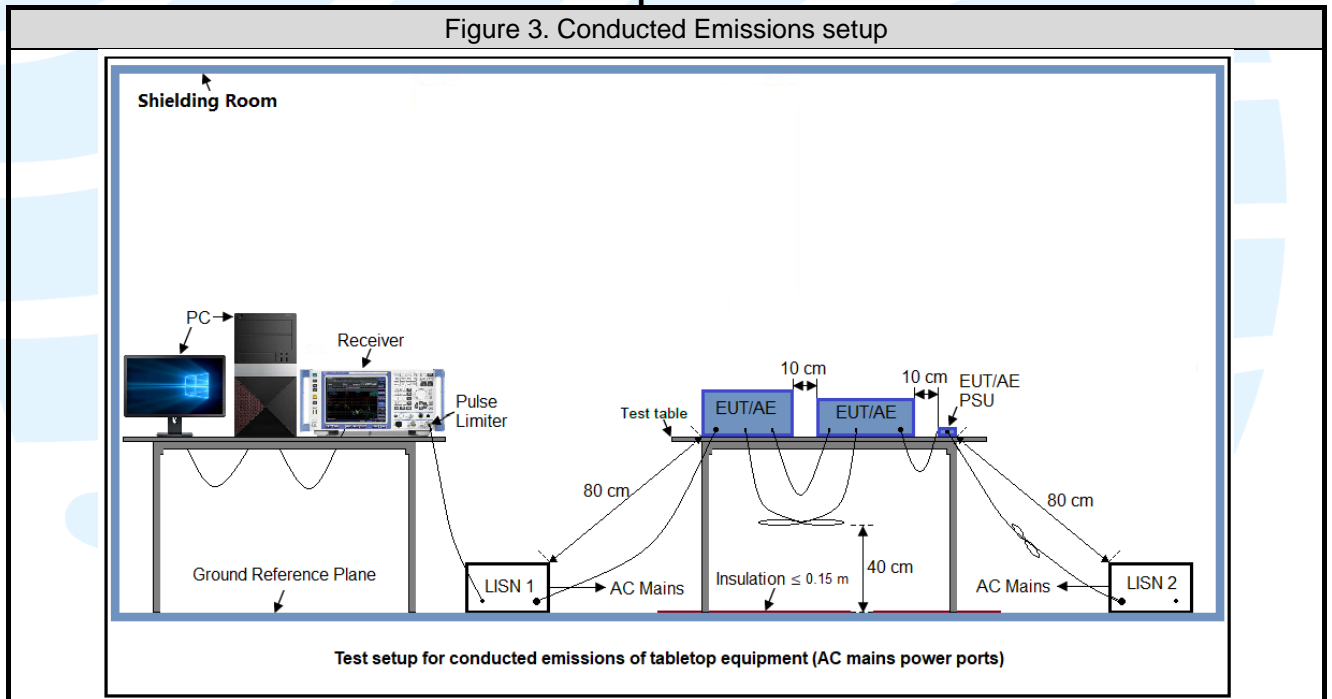 Figure 3. Conducted Emissions setup
Shielding Room
PC
Receiver
Pulse
Limiter
Test table
EUT/AE
10 cm
EUT/AE
10 cm
EUT/AE
PSU
80 cm
80 cm
40 cm
Ground Reference Plane
LISN 1
AC Mains
Insulation ≤ 0.15 m
AC Mains
LISN 2
Test setup for conducted emissions of tabletop equipment (AC mains power ports)